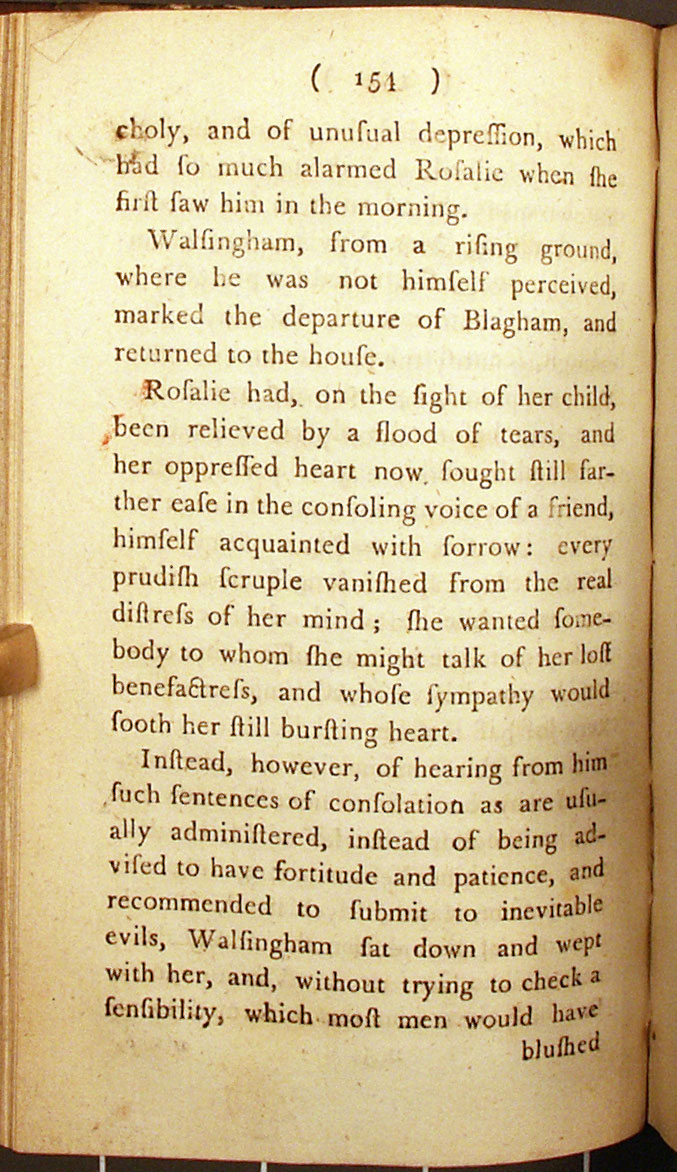 ( 154 )
choly, and of unuſual depreſſion, which
had ſo much alarmed Roſalie when ſhe
firſt ſaw him in the morning.
Walſingham, from a riſing ground,
where he was not himſelf perceived,
marked the departure of Blagham, and
returned to the houſe.
Roſalie had, on the ſight of her child,
been relieved by a flood of tears, and
her oppreſſed heart now ſought ſtill far-
ther eaſe in the conſoling voice of a friend,
himſelf acquainted with ſorrow: every
prudiſh ſcruple vaniſhed from the real
diſtreſs of her mind; ſhe wanted ſome-
body to whom ſhe might talk of her loſt
benefactreſs, and whoſe ſympathy would
ſooth her ſtill burſting heart.
Inſtead, however, of hearing from him
ſuch ſentences of conſolation as are uſu-
ally adminiſtered, inſtead of being ad-
viſed to have fortitude and patience, and
recommended to ſubmit to inevitable
evils, Walſingham ſat down and wept
with her, and, without trying to check a
ſenſibility, which moſt men would have
bluſhed